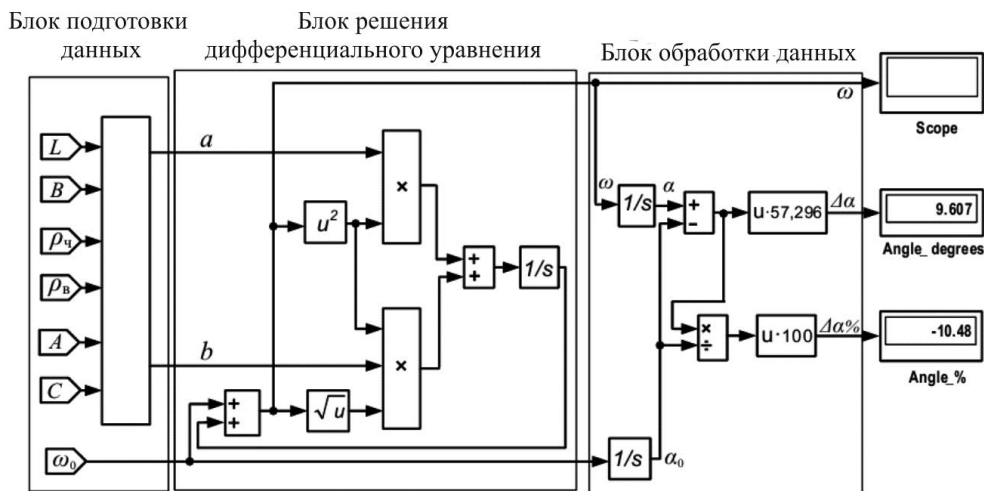 Блок подготовки
данных
Блок решения
дифференциального уравнения
Блок обработки данных
L
B
ρч
ρв
A
C
ω₀
a
b
u²
×
×
√u
+
+
+
+
1/s
ω
Scope
ω
1/s
α
+
-
u·57,296
Δα
9.607
Angle_degrees
×
÷
u·100
Δα%
-10.48
Angle_%
1/s
α₀